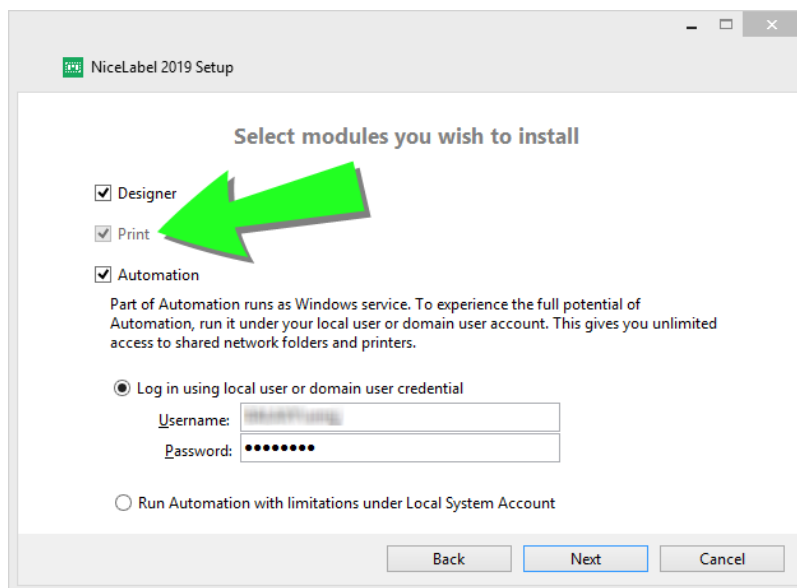 NiceLabel 2019 Setup
Select modules you wish to install
Designer
Print
Automation
Part of Automation runs as Windows service. To experience the full potential of
Automation, run it under your local user or domain user account. This gives you unlimited
access to shared network folders and printers.
Log in using local user or domain user credential
Username:
Password: ●●●●●●●●
Run Automation with limitations under Local System Account
Back Next Cancel